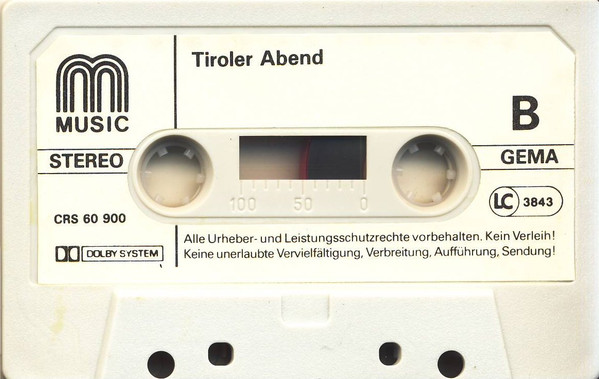 Tiroler Abend
MUSIC
B
STEREO
GEMA
100 50 0
CRS 60 900
LC 3843
DOLBY SYSTEM
Alle Urheber- und Leistungsschutzrechte vorbehalten. Kein Verleih!
Keine unerlaubte Vervielfältigung, Verbreitung, Aufführung, Sendung!